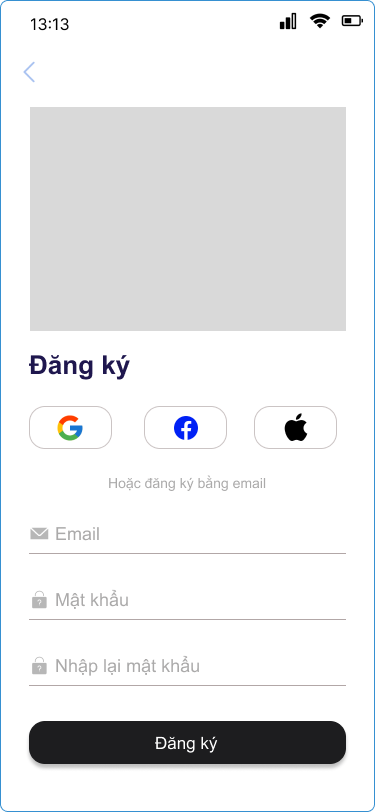 13:13
Đăng ký
Hoặc đăng ký bằng email
Email
Mật khẩu
Nhập lại mật khẩu
Đăng ký